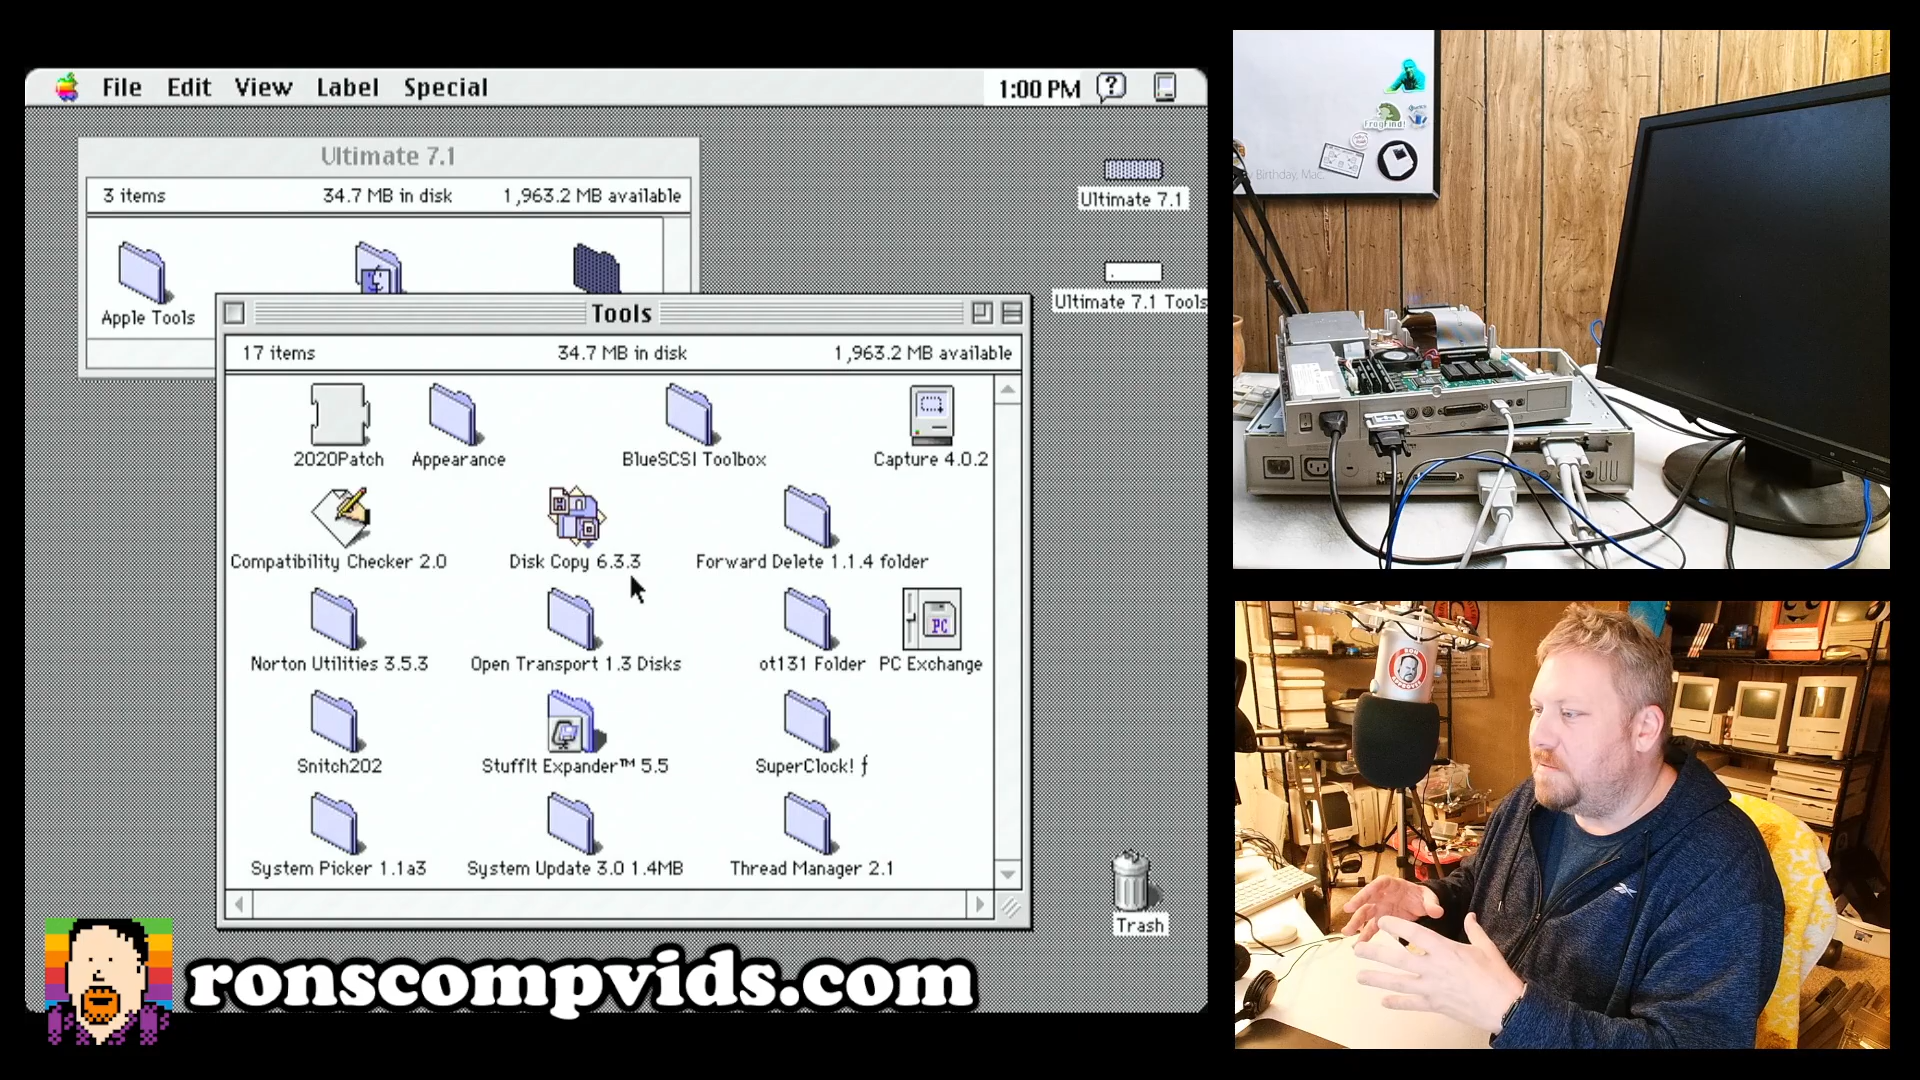 File Edit View Label Special
1:00 PM
Ultimate 7.1
3 items 34.7 MB in disk 1,963.2 MB available
Apple Tools
Ultimate 7.1
Ultimate 7.1 Tools
Tools
17 items 34.7 MB in disk 1,963.2 MB available
2020Patch Appearance BlueSCSI Toolbox Capture 4.0.2
Compatibility Checker 2.0 Disk Copy 6.3.3 Forward Delete 1.1.4 folder
PC
Norton Utilities 3.5.3 Open Transport 1.3 Disks ot131 Folder PC Exchange
Snitch202 StuffIt Expander™ 5.5 SuperClock! ƒ
System Picker 1.1a3 System Update 3.0 1.4MB Thread Manager 2.1
Trash
ronscompvids.com
FrogFind!
Birthday, Mac.